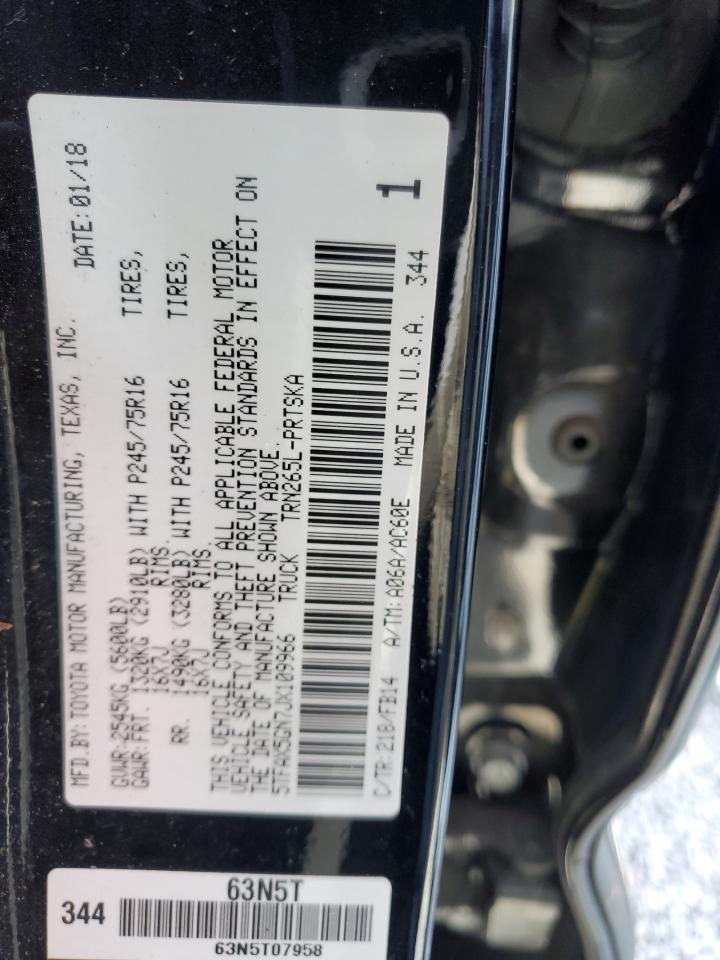 MFD.BY:TOYOTA MOTOR MANUFACTURING, TEXAS, INC. DATE:01/18
GVWR:2545KG (5600LB)
GAWR:FRT. 1320KG (2910LB) WITH P245/75R16 TIRES,
16X7J RIMS.
RR. 1490KG (3280LB) WITH P245/75R16 TIRES,
16X7J RIMS.
THIS VEHICLE CONFORMS TO ALL APPLICABLE FEDERAL MOTOR
VEHICLE SAFETY AND THEFT PREVENTION STANDARDS IN EFFECT ON
THE DATE OF MANUFACTURE SHOWN ABOVE.
5TFAX5GN7JX109966 TRUCK TRN265L-PRTSKA
C/TR:218/FB14 A/TM:A06A/AC60E MADE IN U.S.A. 344
1
63N5T
344
63N5T07958